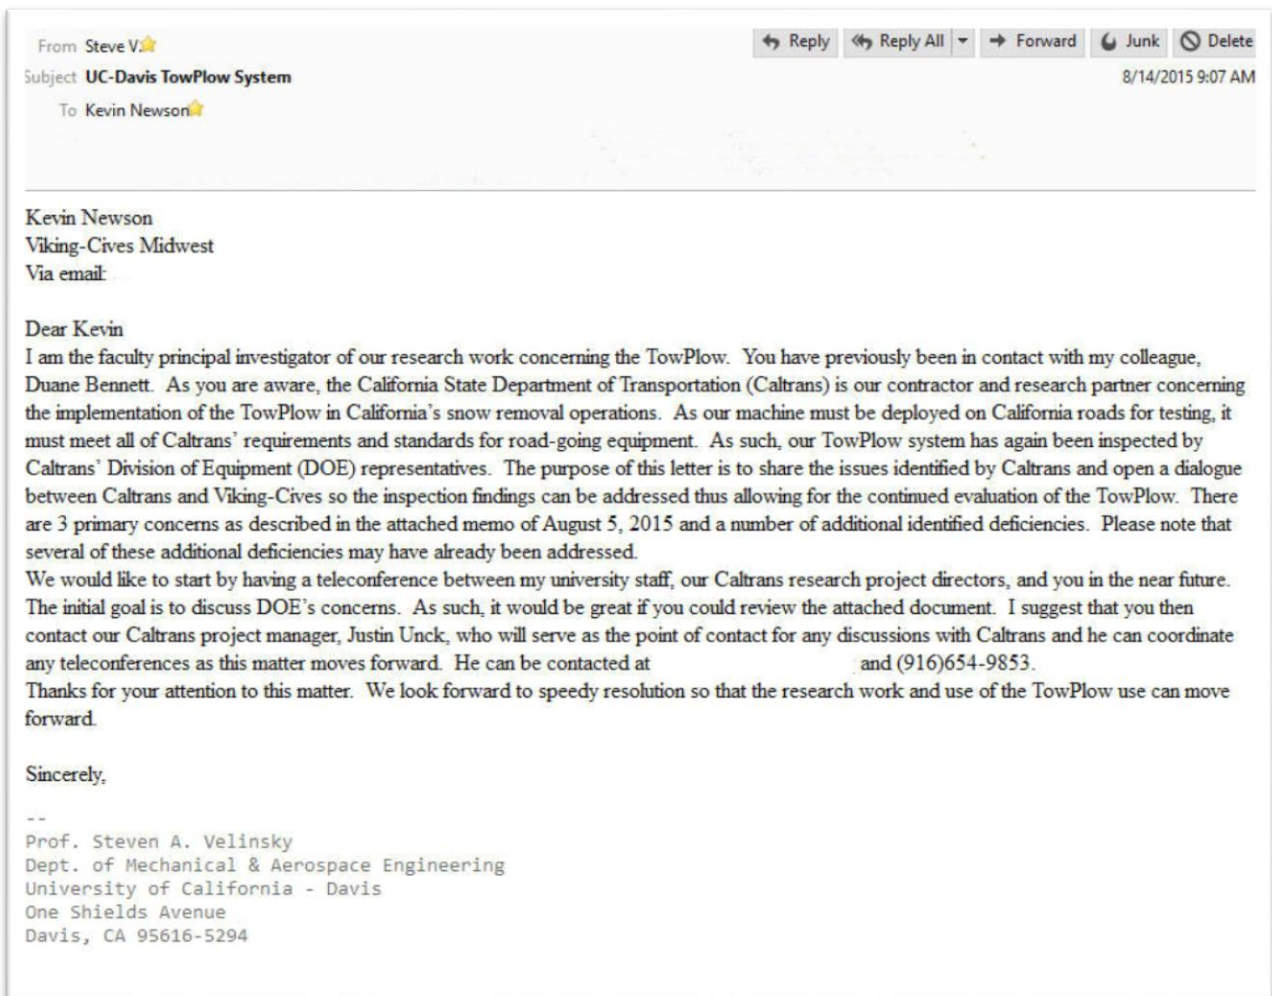 From Steve V. Reply Reply All Forward Junk Delete
Subject UC-Davis TowPlow System 8/14/2015 9:07 AM
To Kevin Newson
Kevin Newson
Viking-Cives Midwest
Via email:
Dear Kevin
I am the faculty principal investigator of our research work concerning the TowPlow. You have previously been in contact with my colleague,
Duane Bennett. As you are aware, the California State Department of Transportation (Caltrans) is our contractor and research partner concerning
the implementation of the TowPlow in California's snow removal operations. As our machine must be deployed on California roads for testing, it
must meet all of Caltrans' requirements and standards for road-going equipment. As such, our TowPlow system has again been inspected by
Caltrans' Division of Equipment (DOE) representatives. The purpose of this letter is to share the issues identified by Caltrans and open a dialogue
between Caltrans and Viking-Cives so the inspection findings can be addressed thus allowing for the continued evaluation of the TowPlow. There
are 3 primary concerns as described in the attached memo of August 5, 2015 and a number of additional identified deficiencies. Please note that
several of these additional deficiencies may have already been addressed.
We would like to start by having a teleconference between my university staff, our Caltrans research project directors, and you in the near future.
The initial goal is to discuss DOE's concerns. As such, it would be great if you could review the attached document. I suggest that you then
contact our Caltrans project manager, Justin Unck, who will serve as the point of contact for any discussions with Caltrans and he can coordinate
any teleconferences as this matter moves forward. He can be contacted at and (916)654-9853.
Thanks for your attention to this matter. We look forward to speedy resolution so that the research work and use of the TowPlow use can move
forward.
Sincerely,
--
Prof. Steven A. Velinsky
Dept. of Mechanical & Aerospace Engineering
University of California - Davis
One Shields Avenue
Davis, CA 95616-5294